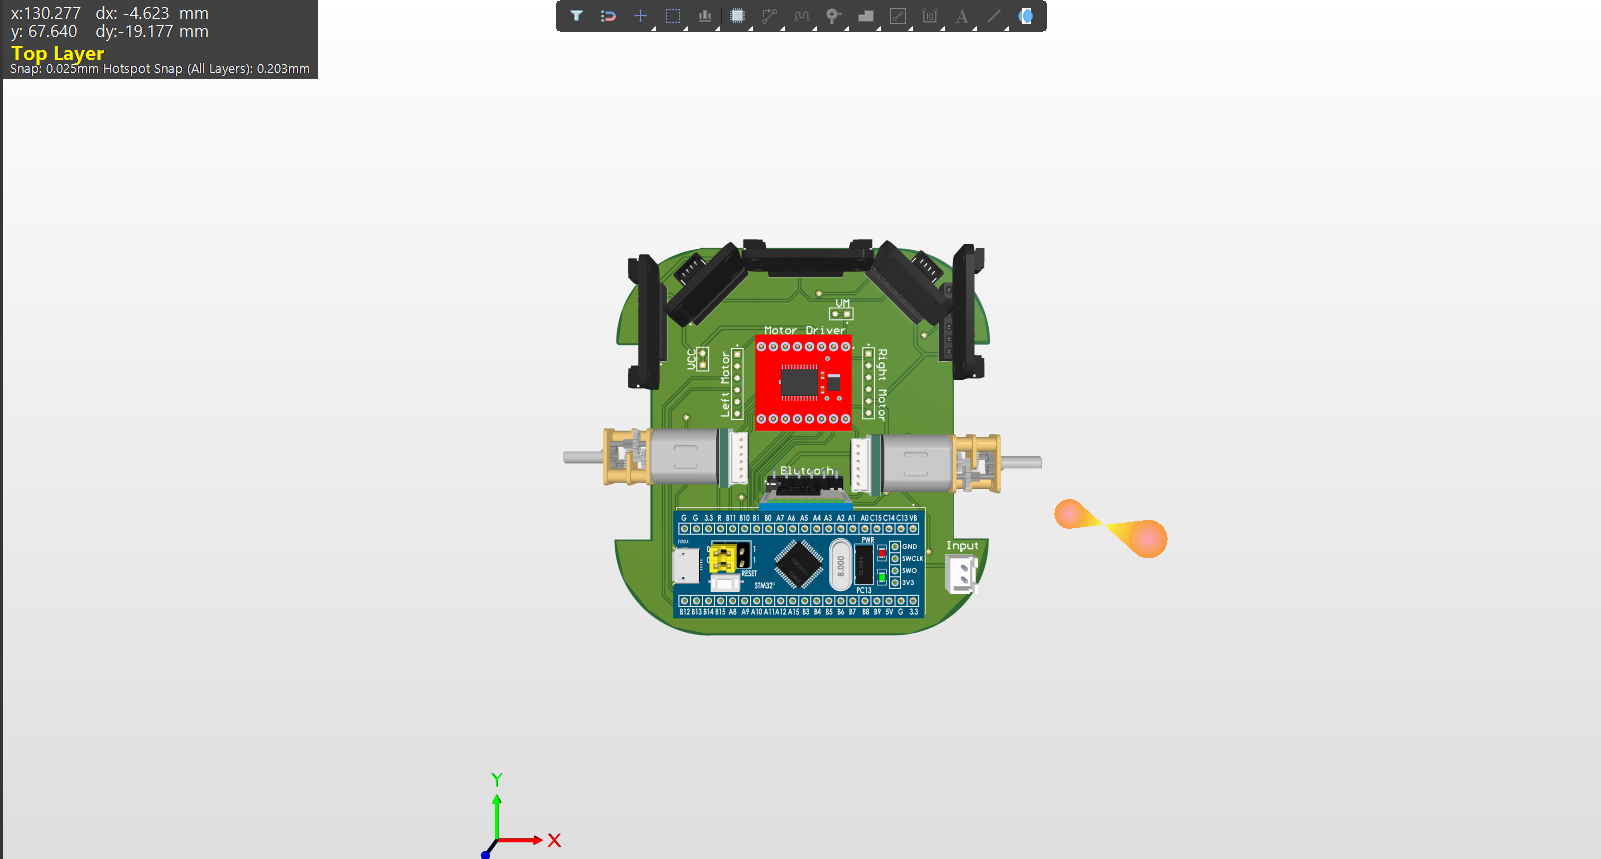 x:130.277 dx: -4.623 mm
y: 67.640 dy:-19.177 mm
Top Layer
Snap: 0.025mm Hotspot Snap (All Layers): 0.203mm
VM
Motor Driver
VCC
Left Motor
Right Motor
Blutooth
G G 3.3 R B11 B10 B1 B0 A7 A6 A5 A4 A3 A2 A1 A0 C15 C14 C13 VB
PWR
GND
SWCLK
SWO
3V3
RESET
STM32
8.000
PC13
B12 B13 B14 B15 A8 A9 A10 A11 A12 A15 B3 B4 B5 B6 B7 B8 B9 5V G 3.3
Input
Y
X